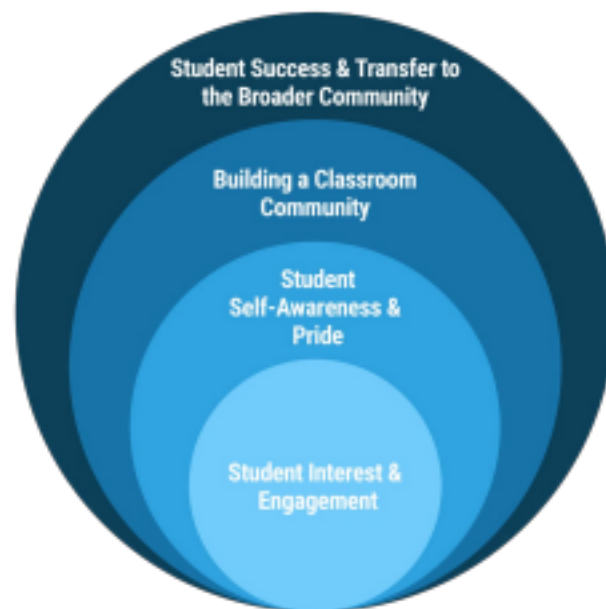 Student Success & Transfer to
the Broader Community
Building a Classroom
Community
Student
Self-Awareness &
Pride
Student Interest &
Engagement